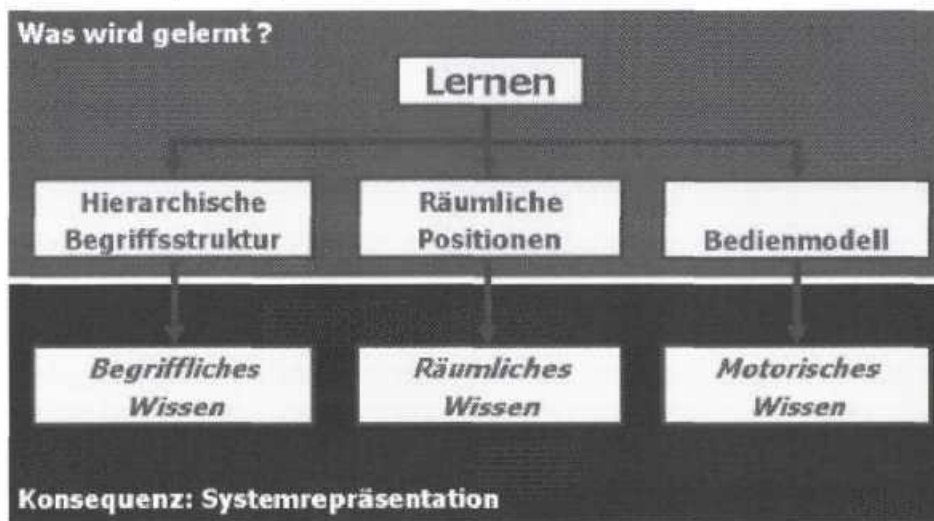 Was wird gelernt ?
Lernen
Hierarchische
Begriffsstruktur
Räumliche
Positionen
Bedienmodell
Begriffliches
Wissen
Räumliches
Wissen
Motorisches
Wissen
Konsequenz: Systemrepräsentation